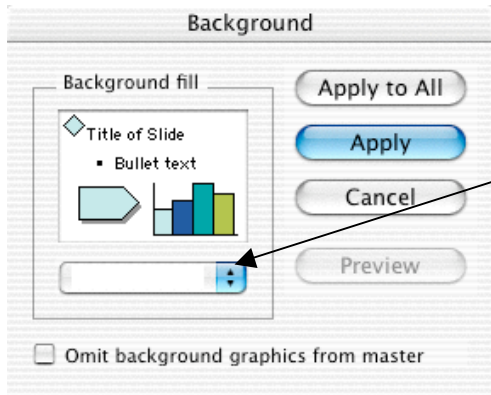 Background
Background fill
Title of Slide
▪ Bullet text
Apply to All
Apply
Cancel
Preview
Omit background graphics from master